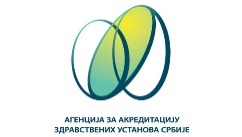 АГЕНЦИЈА ЗА АКРЕДИТАЦИЈУ
ЗДРАВСТВЕНИХ УСТАНОВА СРБИЈЕ